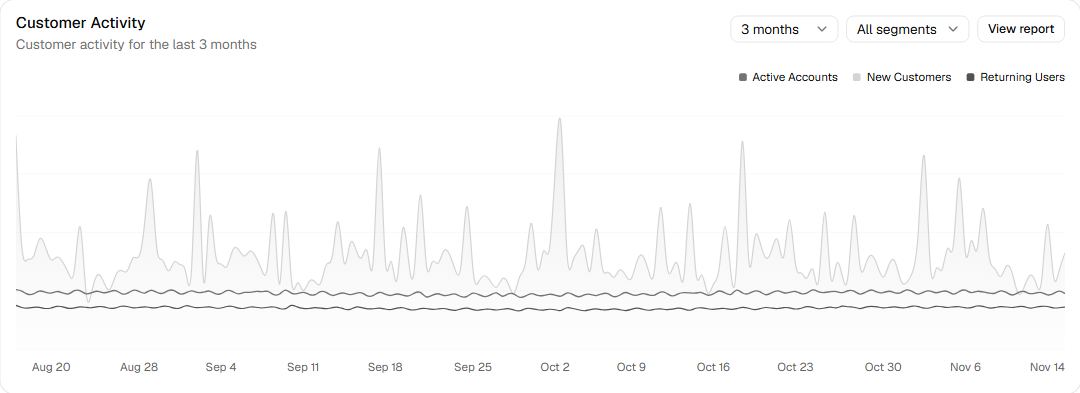 Customer Activity
Customer activity for the last 3 months
3 months
All segments
View report
Active Accounts
New Customers
Returning Users
Aug 20
Aug 28
Sep 4
Sep 11
Sep 18
Sep 25
Oct 2
Oct 9
Oct 16
Oct 23
Oct 30
Nov 6
Nov 14